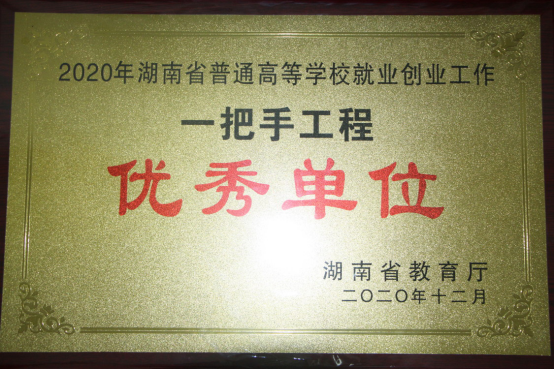 2020年湖南省普通高等学校就业创业工作
一把手工程
优秀单位
湖南省教育厅
二〇二〇年十二月